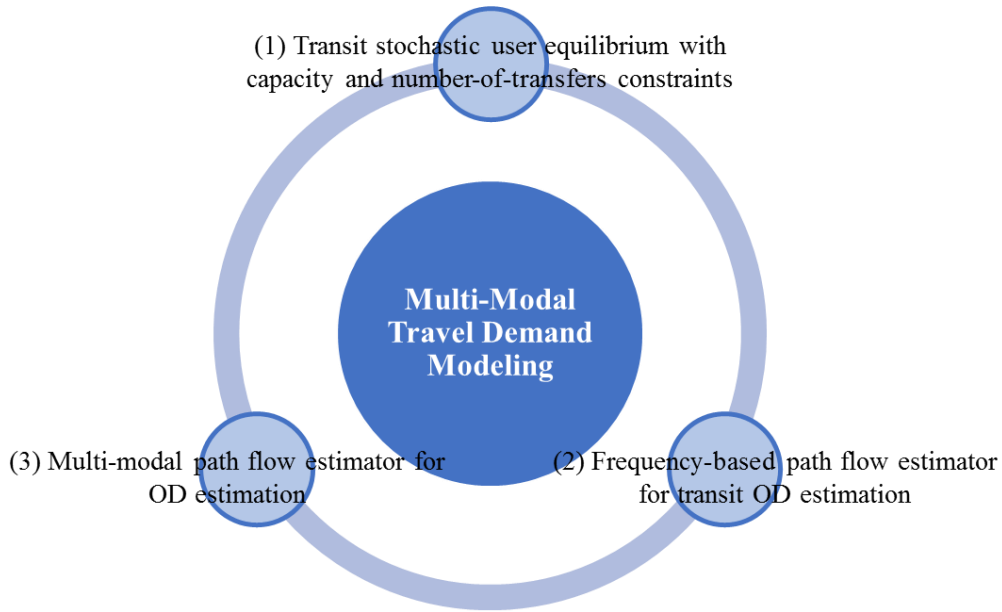 (1) Transit stochastic user equilibrium with
capacity and number-of-transfers constraints
Multi-Modal
Travel Demand
Modeling
(3) Multi-modal path flow estimator for
OD estimation
(2) Frequency-based path flow estimator
for transit OD estimation